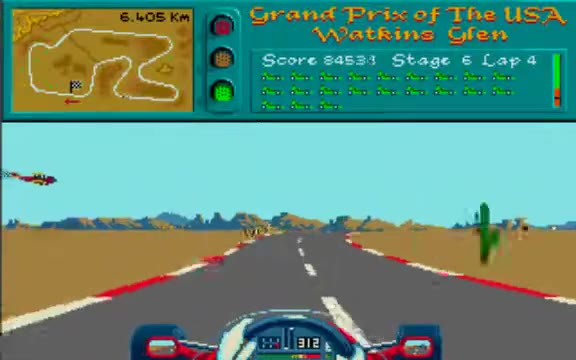 6.405 Km
Grand Prix of The USA
Watkins Glen
Score 84534 Stage 6 Lap 4
312